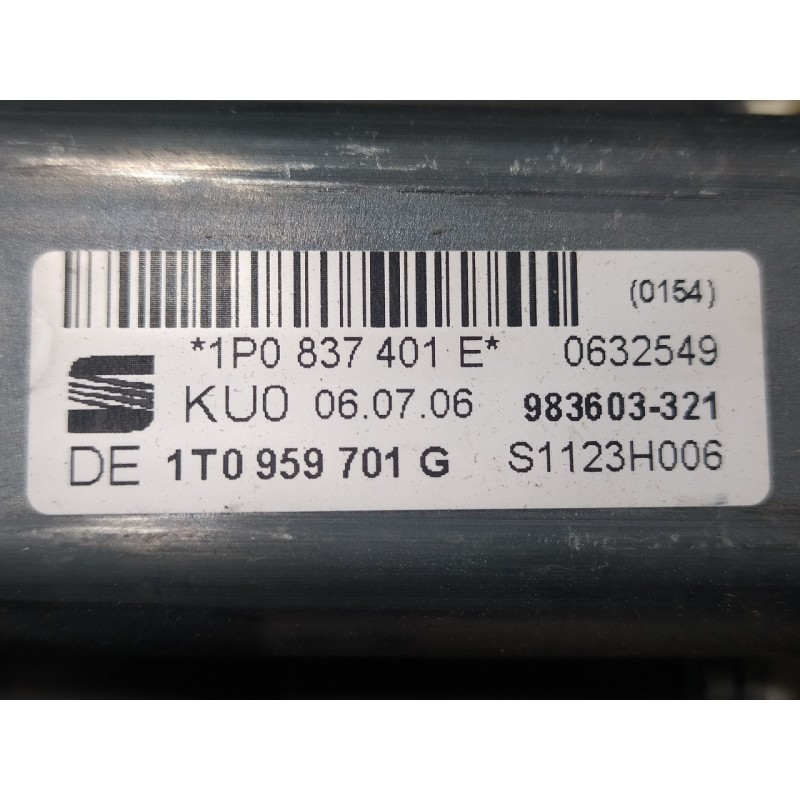 (0154)
*1P0 837 401 E* 0632549
KU0 06.07.06 983603-321
DE 1T0 959 701 G S1123H006